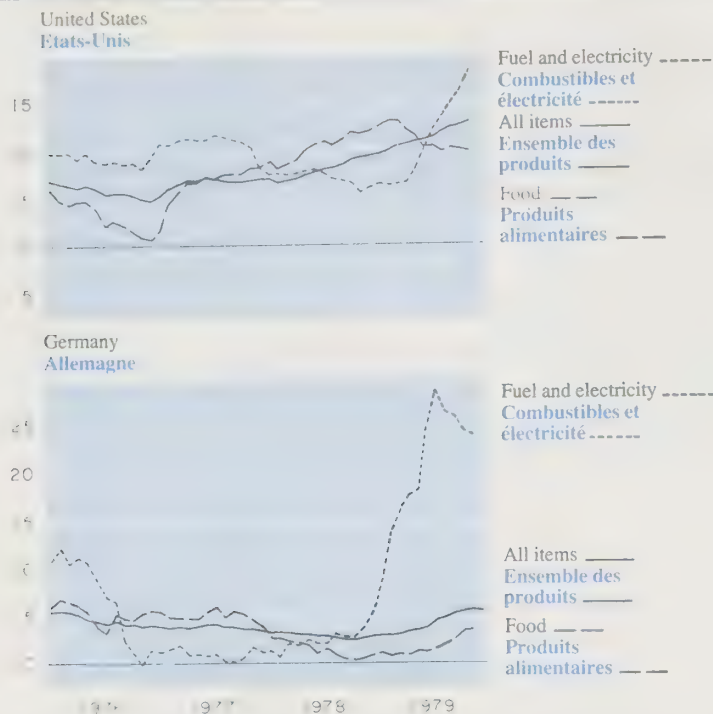 United States
Etats-Unis
Fuel and electricity
Combustibles et
électricité
All items
Ensemble des
produits
Food
Produits
alimentaires
15
5
Germany
Allemagne
Fuel and electricity
Combustibles et
électricité
20
5
All items
Ensemble des
produits
Food
Produits
alimentaires
1978
1979